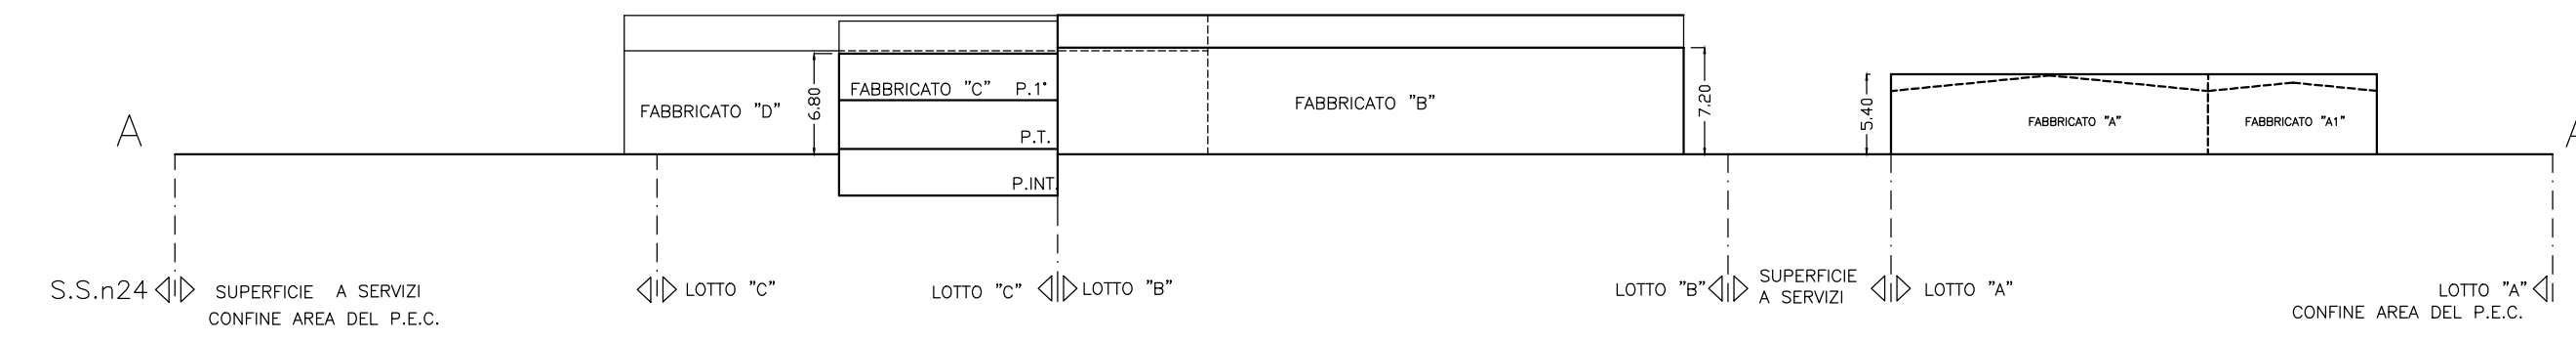 A
A
FABBRICATO "D"
6.80
FABBRICATO "C" P.1°
P.T.
P.INT.
FABBRICATO "B"
7.20
5.40
FABBRICATO "A"
FABBRICATO "A1"
S.S.n24
SUPERFICIE A SERVIZI
CONFINE AREA DEL P.E.C.
LOTTO "C"
LOTTO "C"
LOTTO "B"
LOTTO "B"
SUPERFICIE
A SERVIZI
LOTTO "A"
LOTTO "A"
CONFINE AREA DEL P.E.C.